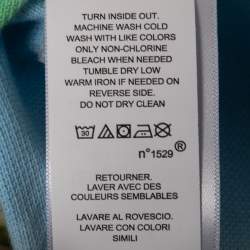 TURN INSIDE OUT.
MACHINE WASH COLD
WASH WITH LIKE COLORS
ONLY NON-CHLORINE
BLEACH WHEN NEEDED
TUMBLE DRY LOW
WARM IRON IF NEEDED ON
REVERSE SIDE.
DO NOT DRY CLEAN
30
n°1529®
RETOURNER.
LAVER AVEC DES
COULEURS SEMBLABLES
LAVARE AL ROVESCIO.
LAVARE CON COLORI
SIMILI